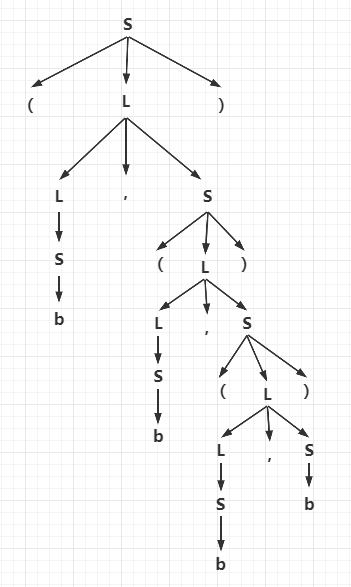 S
( L )
L , S
S ( L )
b L , S
S ( L )
b L , S
S b
b